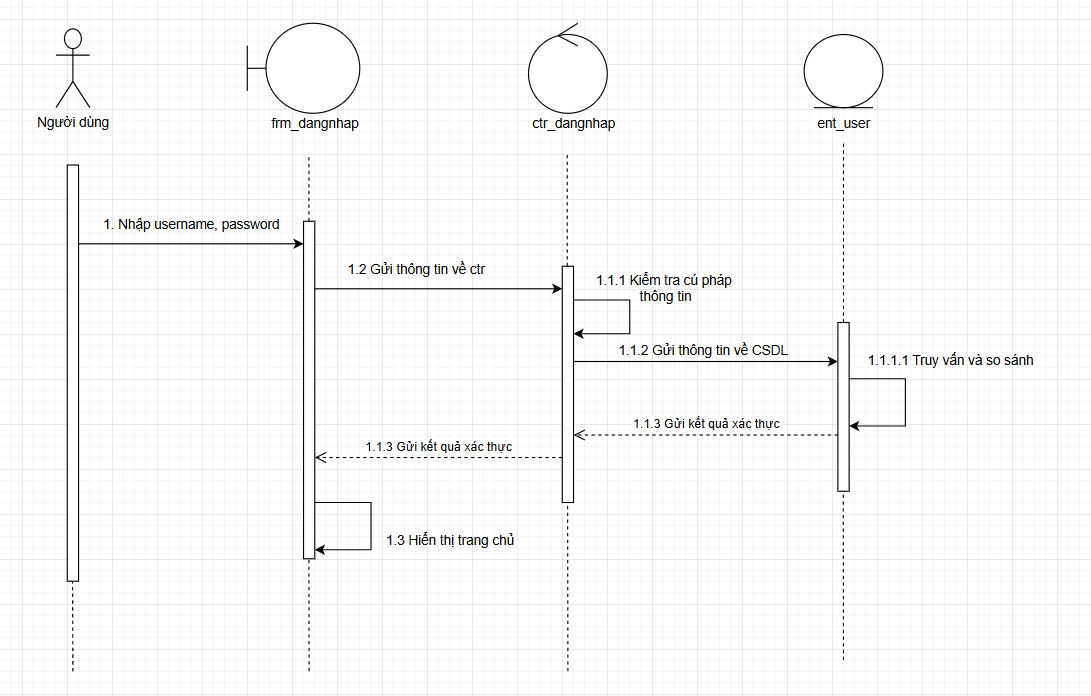 Người dùng
frm_dangnhap
ctr_dangnhap
ent_user
1. Nhập username, password
1.2 Gửi thông tin về ctr
1.1.1 Kiểm tra cú pháp
thông tin
1.1.2 Gửi thông tin về CSDL
1.1.1.1 Truy vấn và so sánh
1.1.3 Gửi kết quả xác thực
1.1.3 Gửi kết quả xác thực
1.3 Hiển thị trang chủ